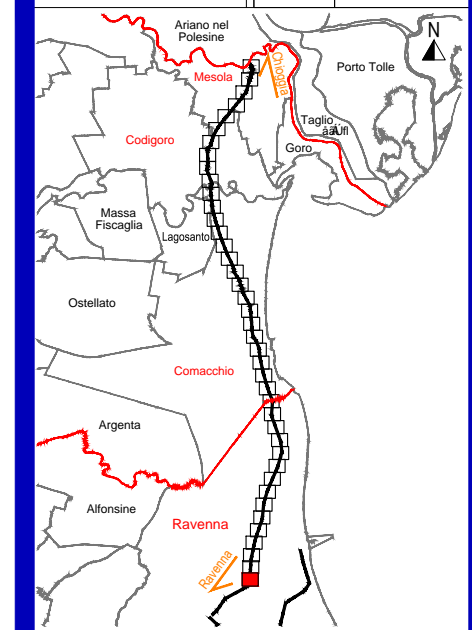 Ariano nel
Polesine
N
Chioggia
Porto Tolle
Mesola
Taglio
Codigoro
Goro
Massa
Fiscaglia
Lagosanto
Ostellato
Comacchio
Argenta
Alfonsine
Ravenna
Ravenna